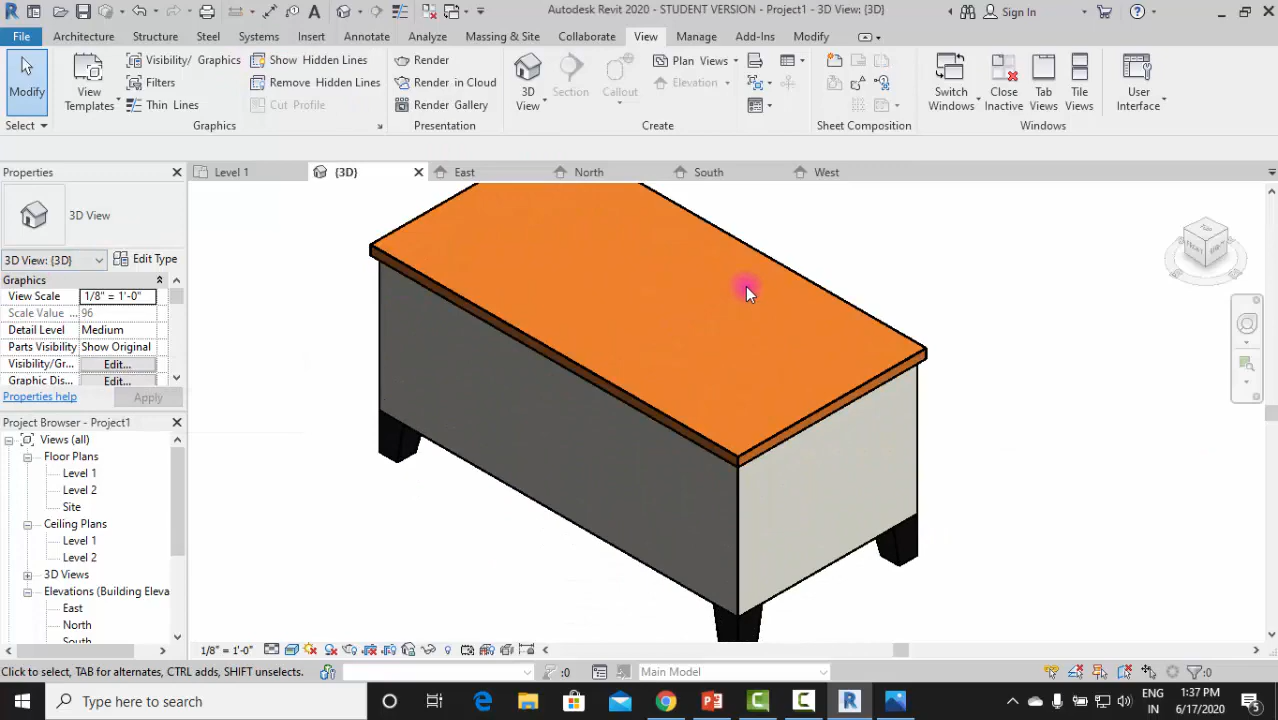 Autodesk Revit 2020 - STUDENT VERSION - Project1 - 3D View: {3D}
Sign In
File Architecture Structure Steel Systems Insert Annotate Analyze Massing & Site Collaborate View Manage Add-Ins Modify
Modify
View Templates
Visibility/ Graphics
Filters
Thin Lines
Show Hidden Lines
Remove Hidden Lines
Cut Profile
Render
Render in Cloud
Render Gallery
3D View
Section
Callout
Plan Views
Elevation
Switch Windows
Close Inactive
Tab Views
Tile Views
User Interface
Select Graphics Presentation Create Sheet Composition Windows
Properties
Level 1 {3D} East North South West
3D View
3D View: {3D} Edit Type
Graphics
View Scale 1/8" = 1'-0"
Scale Value ... 96
Detail Level Medium
Parts Visibility Show Original
Visibility/Gr... Edit...
Graphic Dis... Edit...
Properties help Apply
Project Browser - Project1
Views (all)
Floor Plans
Level 1
Level 2
Site
Ceiling Plans
Level 1
Level 2
3D Views
Elevations (Building Eleva
East
North
South
TOP
1/8" = 1'-0"
Click to select, TAB for alternates, CTRL adds, SHIFT unselects.
:0
Main Model
:0
Type here to search
ENG
IN
1:37 PM
6/17/2020
5